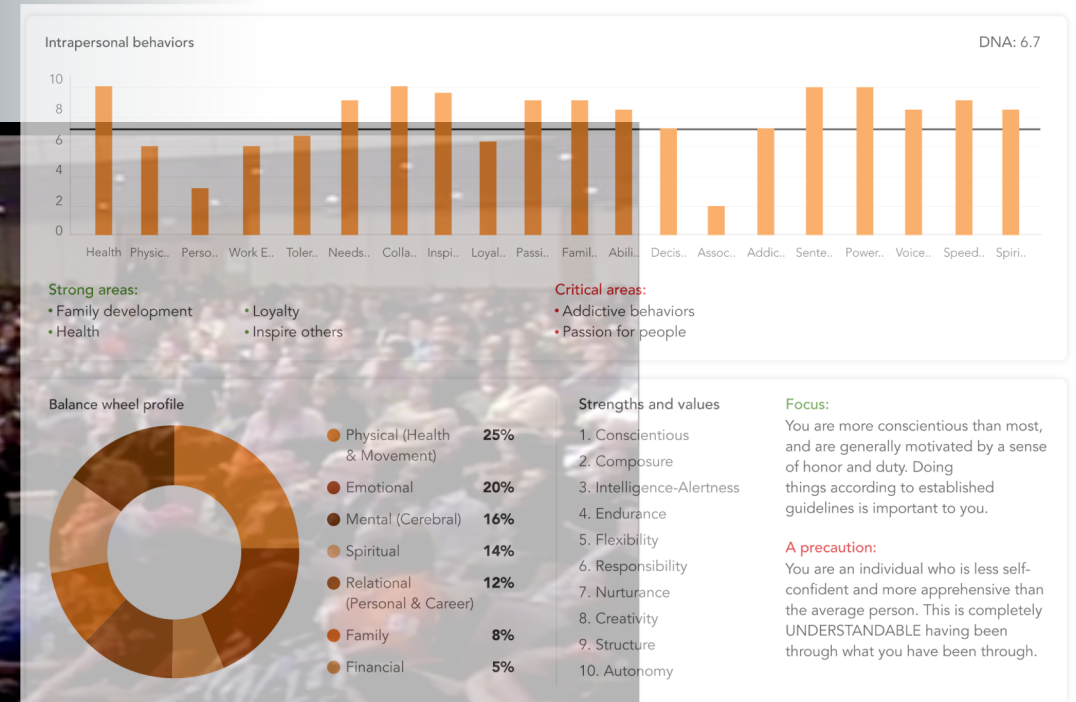 Intrapersonal behaviors
DNA: 6.7
10
8
6
4
2
0
Health Physic.. Perso.. Work E.. Toler.. Needs.. Colla.. Inspi.. Loyal.. Passi.. Famil.. Abili.. Decis.. Assoc.. Addic.. Sente.. Power.. Voice.. Speed.. Spiri..
Strong areas:
• Family development
• Health
• Loyalty
• Inspire others
Critical areas:
• Addictive behaviors
• Passion for people
Balance wheel profile
Physical (Health 25%
& Movement)
Emotional 20%
Mental (Cerebral) 16%
Spiritual 14%
Relational 12%
(Personal & Career)
Family 8%
Financial 5%
Strengths and values
1. Conscientious
2. Composure
3. Intelligence-Alertness
4. Endurance
5. Flexibility
6. Responsibility
7. Nurturance
8. Creativity
9. Structure
10. Autonomy
Focus:
You are more conscientious than most,
and are generally motivated by a sense
of honor and duty. Doing
things according to established
guidelines is important to you.
A precaution:
You are an individual who is less self-
confident and more apprehensive than
the average person. This is completely
UNDERSTANDABLE having been
through what you have been through.